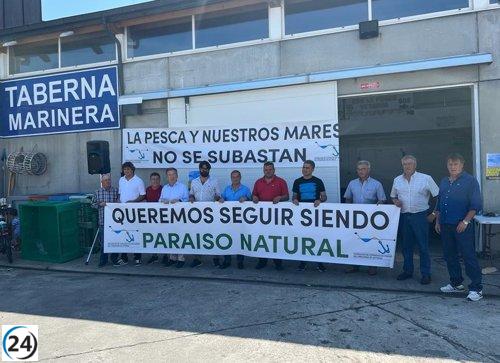 TABERNA
MARINERA
LA PESCA Y NUESTROS MARES
NO SE SUBASTAN
QUEREMOS SEGUIR SIENDO
PARAISO NATURAL
24